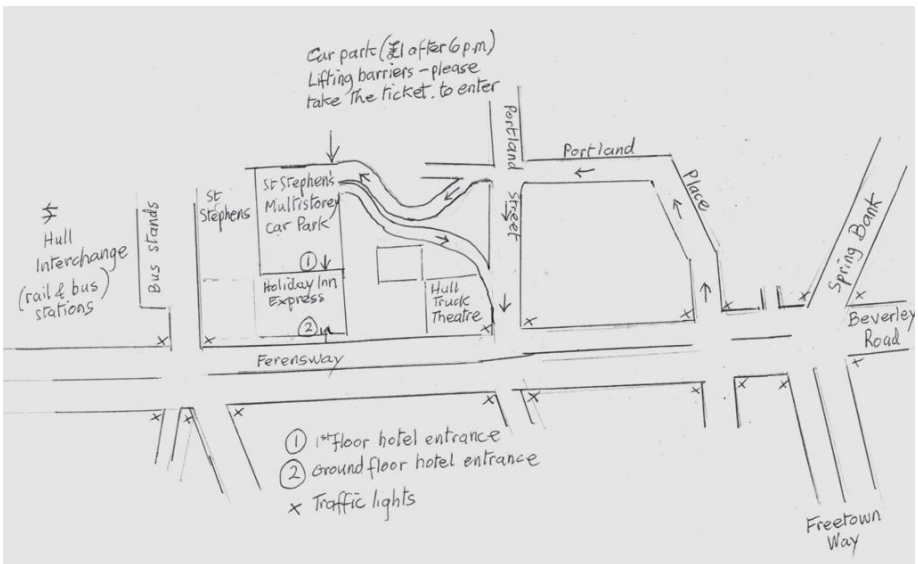 Car park (£1 after 6 p.m.)
Lifting barriers - please
take the ticket. to enter
Portland
Street
Portland
Place
Spring Bank
Beverley
Road
Freetown
Way
St Stephen's
Multistorey
Car Park
①
Holiday Inn
Express
②
Hull
Truck
Theatre
St
Stephens
Bus stands
Hull
Interchange
(rail & bus)
stations
Ferensway
① 1st floor hotel entrance
② Ground floor hotel entrance
x Traffic lights